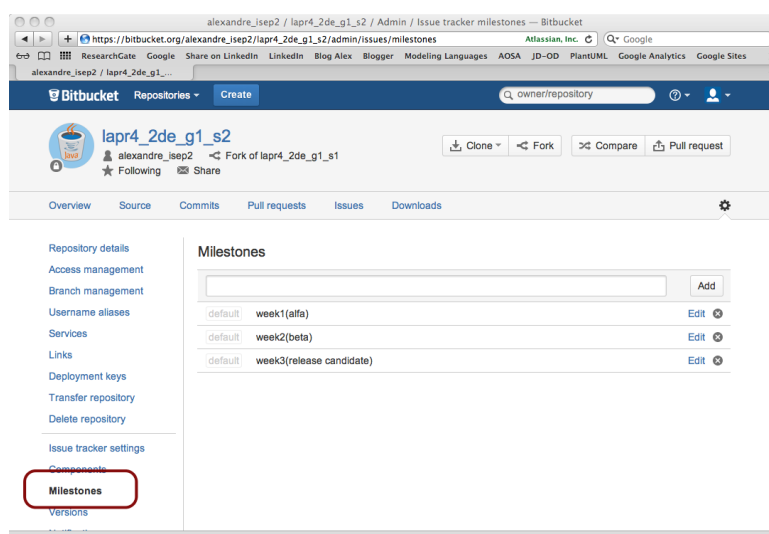 alexandre_isep2 / lapr4_2de_g1_s2 / Admin / Issue tracker milestones — Bitbucket
https://bitbucket.org/alexandre_isep2/lapr4_2de_g1_s2/admin/issues/milestones Atlassian, Inc. Google
ResearchGate Google Share on LinkedIn LinkedIn Blog Alex Blogger Modeling Languages AOSA JD-OD PlantUML Google Analytics Google Sites
alexandre_isep2 / lapr4_2de_g1_...
Bitbucket Repositories Create owner/repository
lapr4_2de_g1_s2
alexandre_isep2 Fork of lapr4_2de_g1_s1
Following Share
Java
Clone Fork Compare Pull request
Overview Source Commits Pull requests Issues Downloads
Repository details
Access management
Branch management
Username aliases
Services
Links
Deployment keys
Transfer repository
Delete repository
Issue tracker settings
Components
Milestones
Versions
Milestones
Add
default week1(alfa) Edit
default week2(beta) Edit
default week3(release candidate) Edit